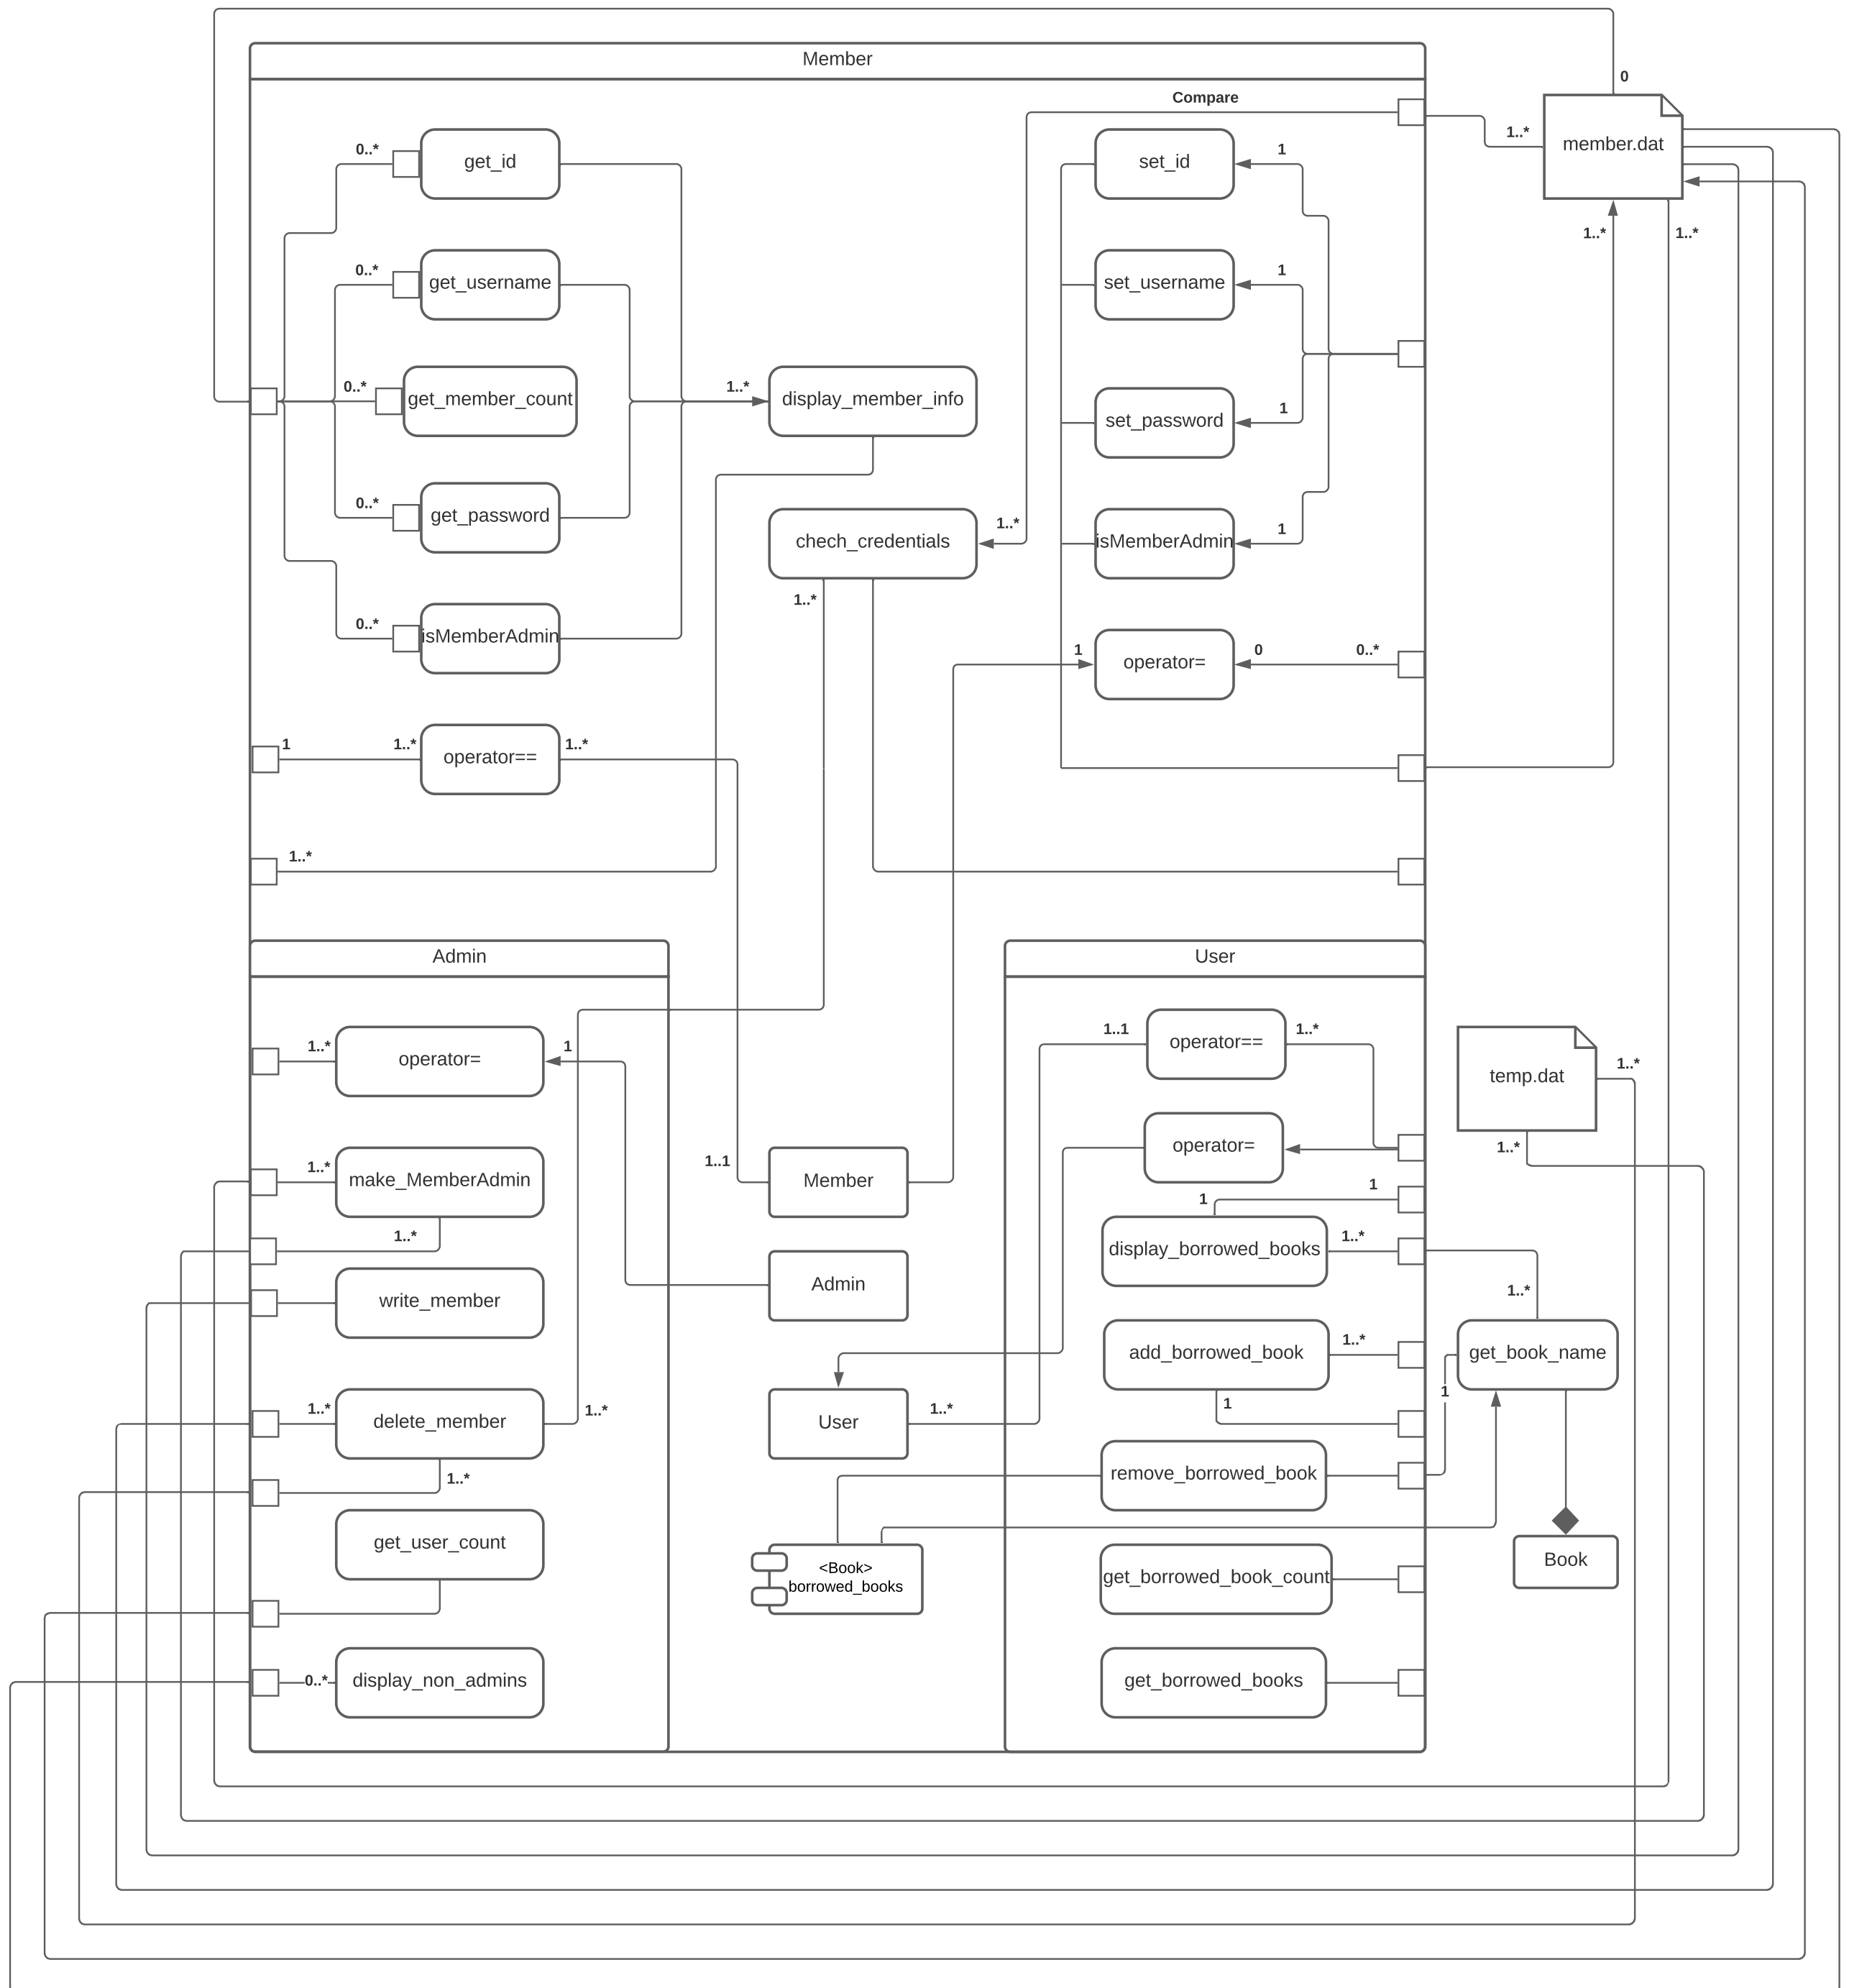 Member
0
Compare
1..*
member.dat
0..*
get_id
set_id
1
1..*
1..*
0..*
get_username
set_username
1
0..*
get_member_count
1..*
display_member_info
set_password
1
0..*
get_password
chech_credentials
1..*
isMemberAdmin
1
1..*
0..*
isMemberAdmin
1
operator=
0
0..*
1
1..*
operator==
1..*
1..*
Admin
User
1..*
operator=
1
1..1
operator==
1..*
temp.dat
1..*
operator=
1..*
1..*
make_MemberAdmin
1..1
Member
1
1
1..*
display_borrowed_books
1..*
write_member
Admin
1..*
add_borrowed_book
1..*
get_book_name
1
1..*
delete_member
1..*
User
1..*
1
1..*
remove_borrowed_book
get_user_count
<Book>
borrowed_books
Book
get_borrowed_book_count
0..*
display_non_admins
get_borrowed_books